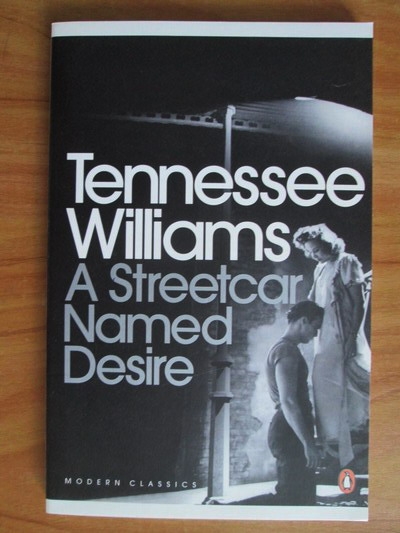 Tennessee
Williams
A Streetcar
Named
Desire
MODERN CLASSICS